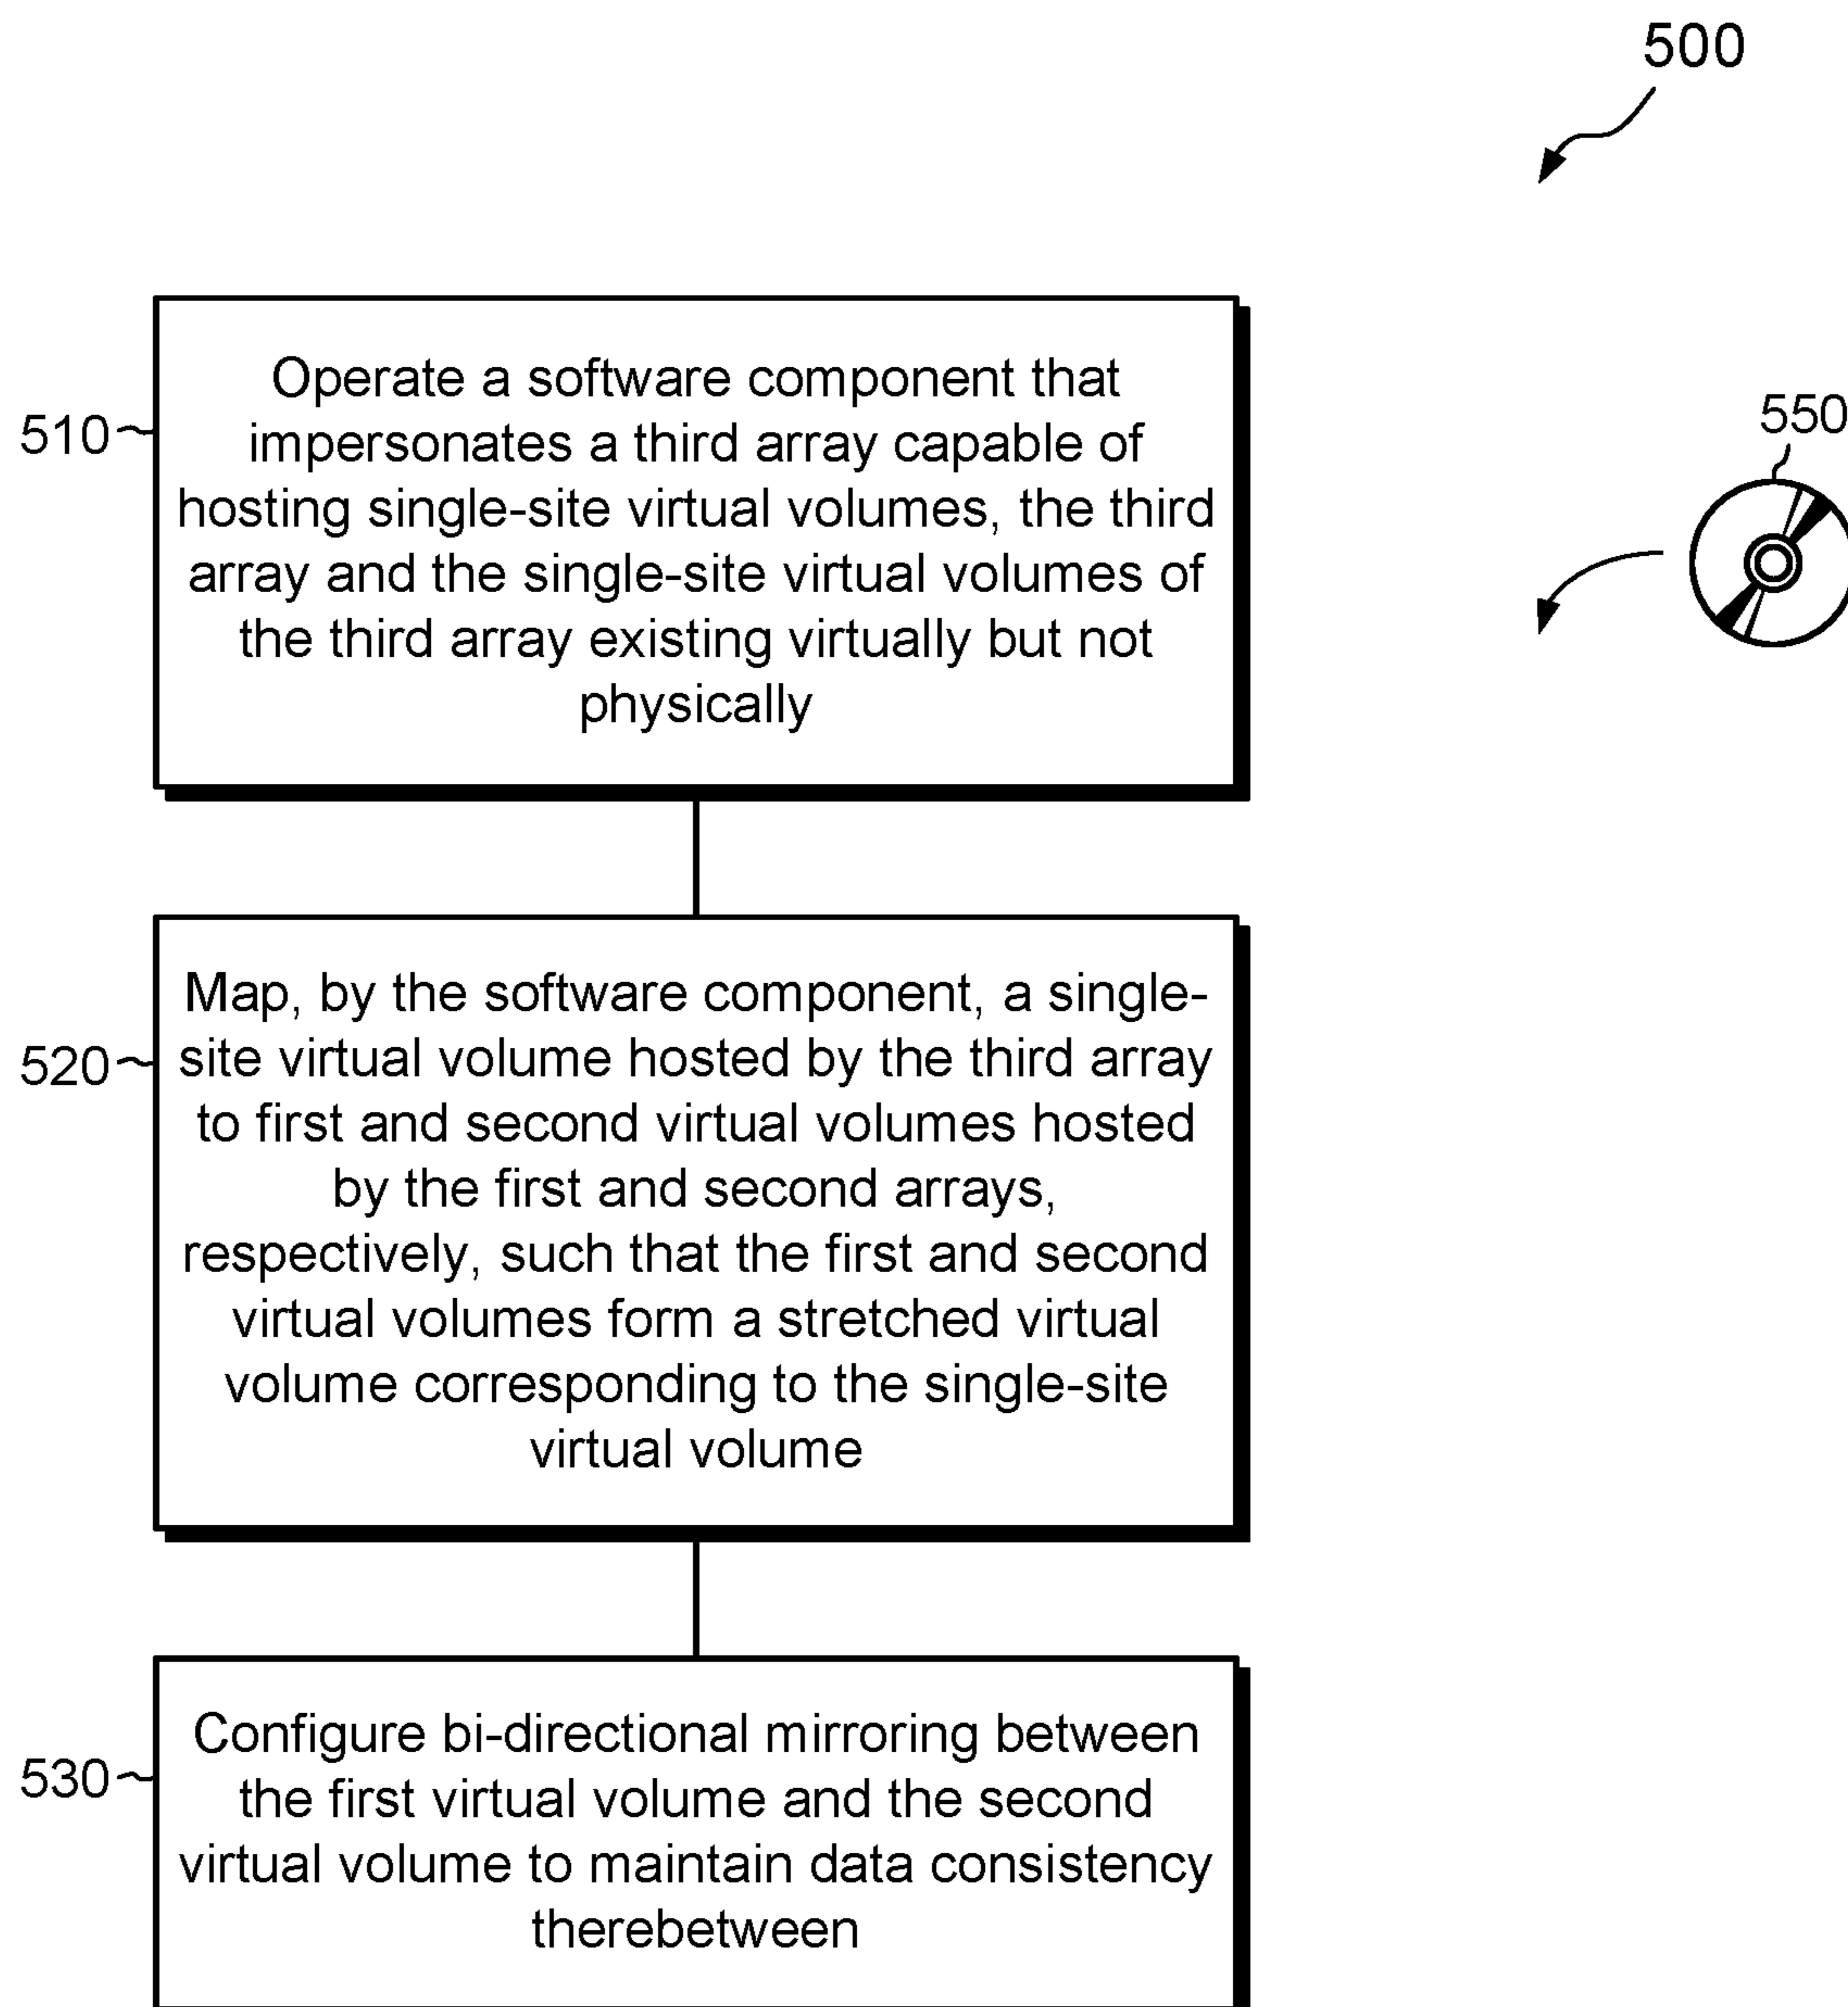 500
510
Operate a software component that
impersonates a third array capable of
hosting single-site virtual volumes, the third
array and the single-site virtual volumes of
the third array existing virtually but not
physically
550
520
Map, by the software component, a single-
site virtual volume hosted by the third array
to first and second virtual volumes hosted
by the first and second arrays,
respectively, such that the first and second
virtual volumes form a stretched virtual
volume corresponding to the single-site
virtual volume
530
Configure bi-directional mirroring between
the first virtual volume and the second
virtual volume to maintain data consistency
therebetween